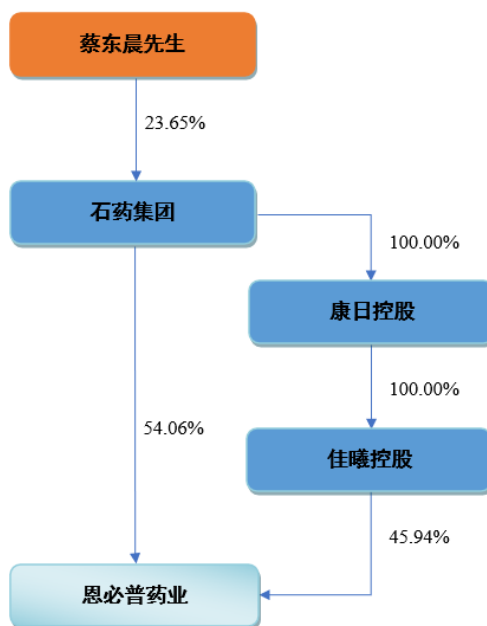 蔡东晨先生
23.65%
石药集团
100.00%
康日控股
100.00%
54.06%
佳曦控股
45.94%
恩必普药业